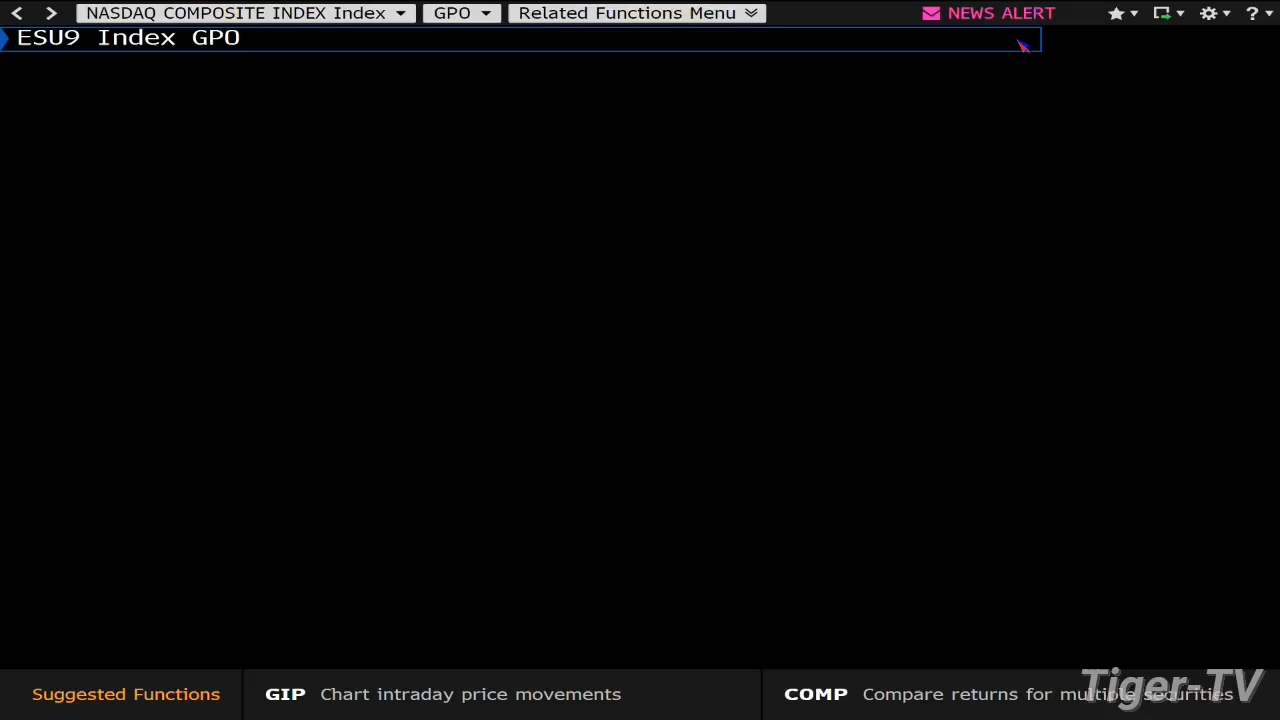 NASDAQ COMPOSITE INDEX Index GPO Related Functions Menu NEWS ALERT ?
ESU9 Index GPO
Suggested Functions GIP Chart intraday price movements COMP Compare returns for multiple securities
Tiger-TV